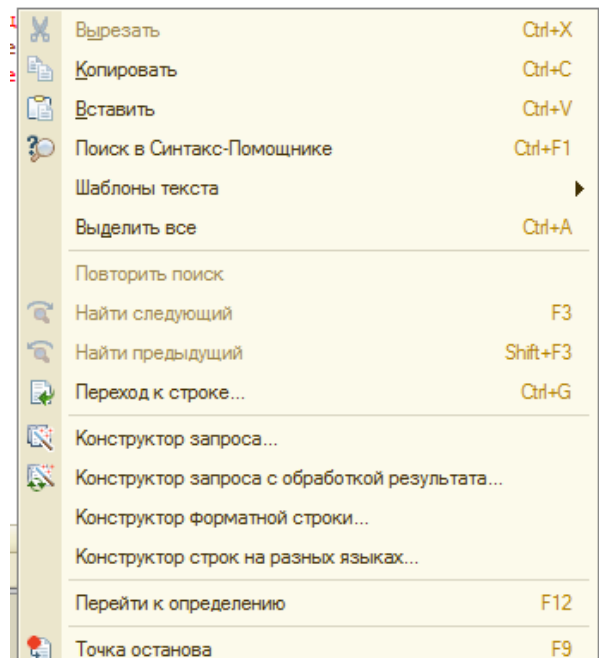 Вырезать Ctrl+X
Копировать Ctrl+C
Вставить Ctrl+V
Поиск в Синтакс-Помощнике Ctrl+F1
Шаблоны текста
Выделить все Ctrl+A
Повторить поиск
Найти следующий F3
Найти предыдущий Shift+F3
Переход к строке... Ctrl+G
Конструктор запроса...
Конструктор запроса с обработкой результата...
Конструктор форматной строки...
Конструктор строк на разных языках...
Перейти к определению F12
Точка останова F9